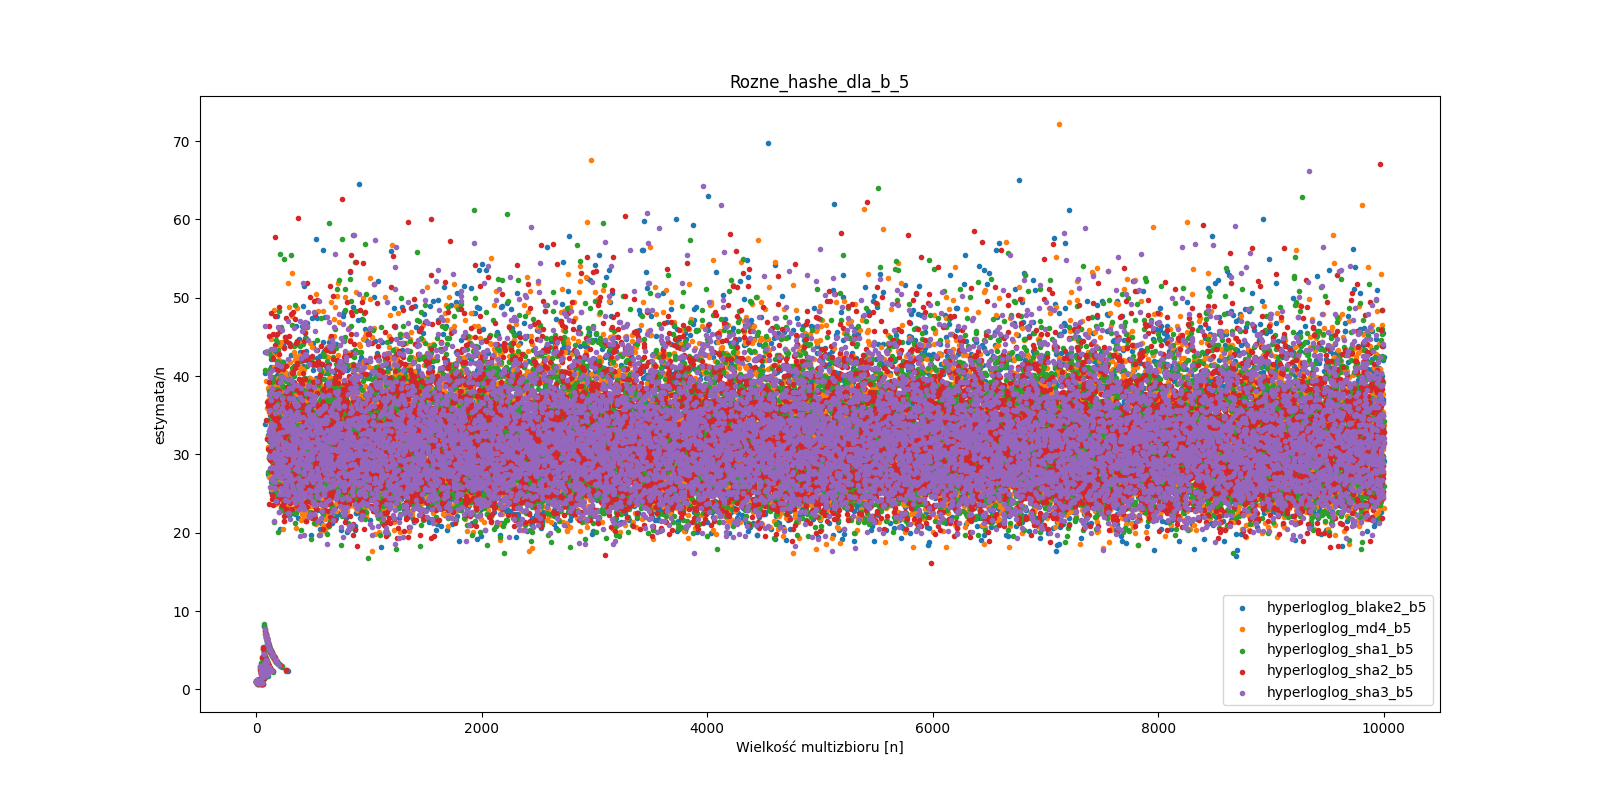 Rozne_hashe_dla_b_5
estymata/n
70
60
50
40
30
20
10
0
0 2000 4000 6000 8000 10000
Wielkość multizbioru [n]
hyperloglog_blake2_b5
hyperloglog_md4_b5
hyperloglog_sha1_b5
hyperloglog_sha2_b5
hyperloglog_sha3_b5